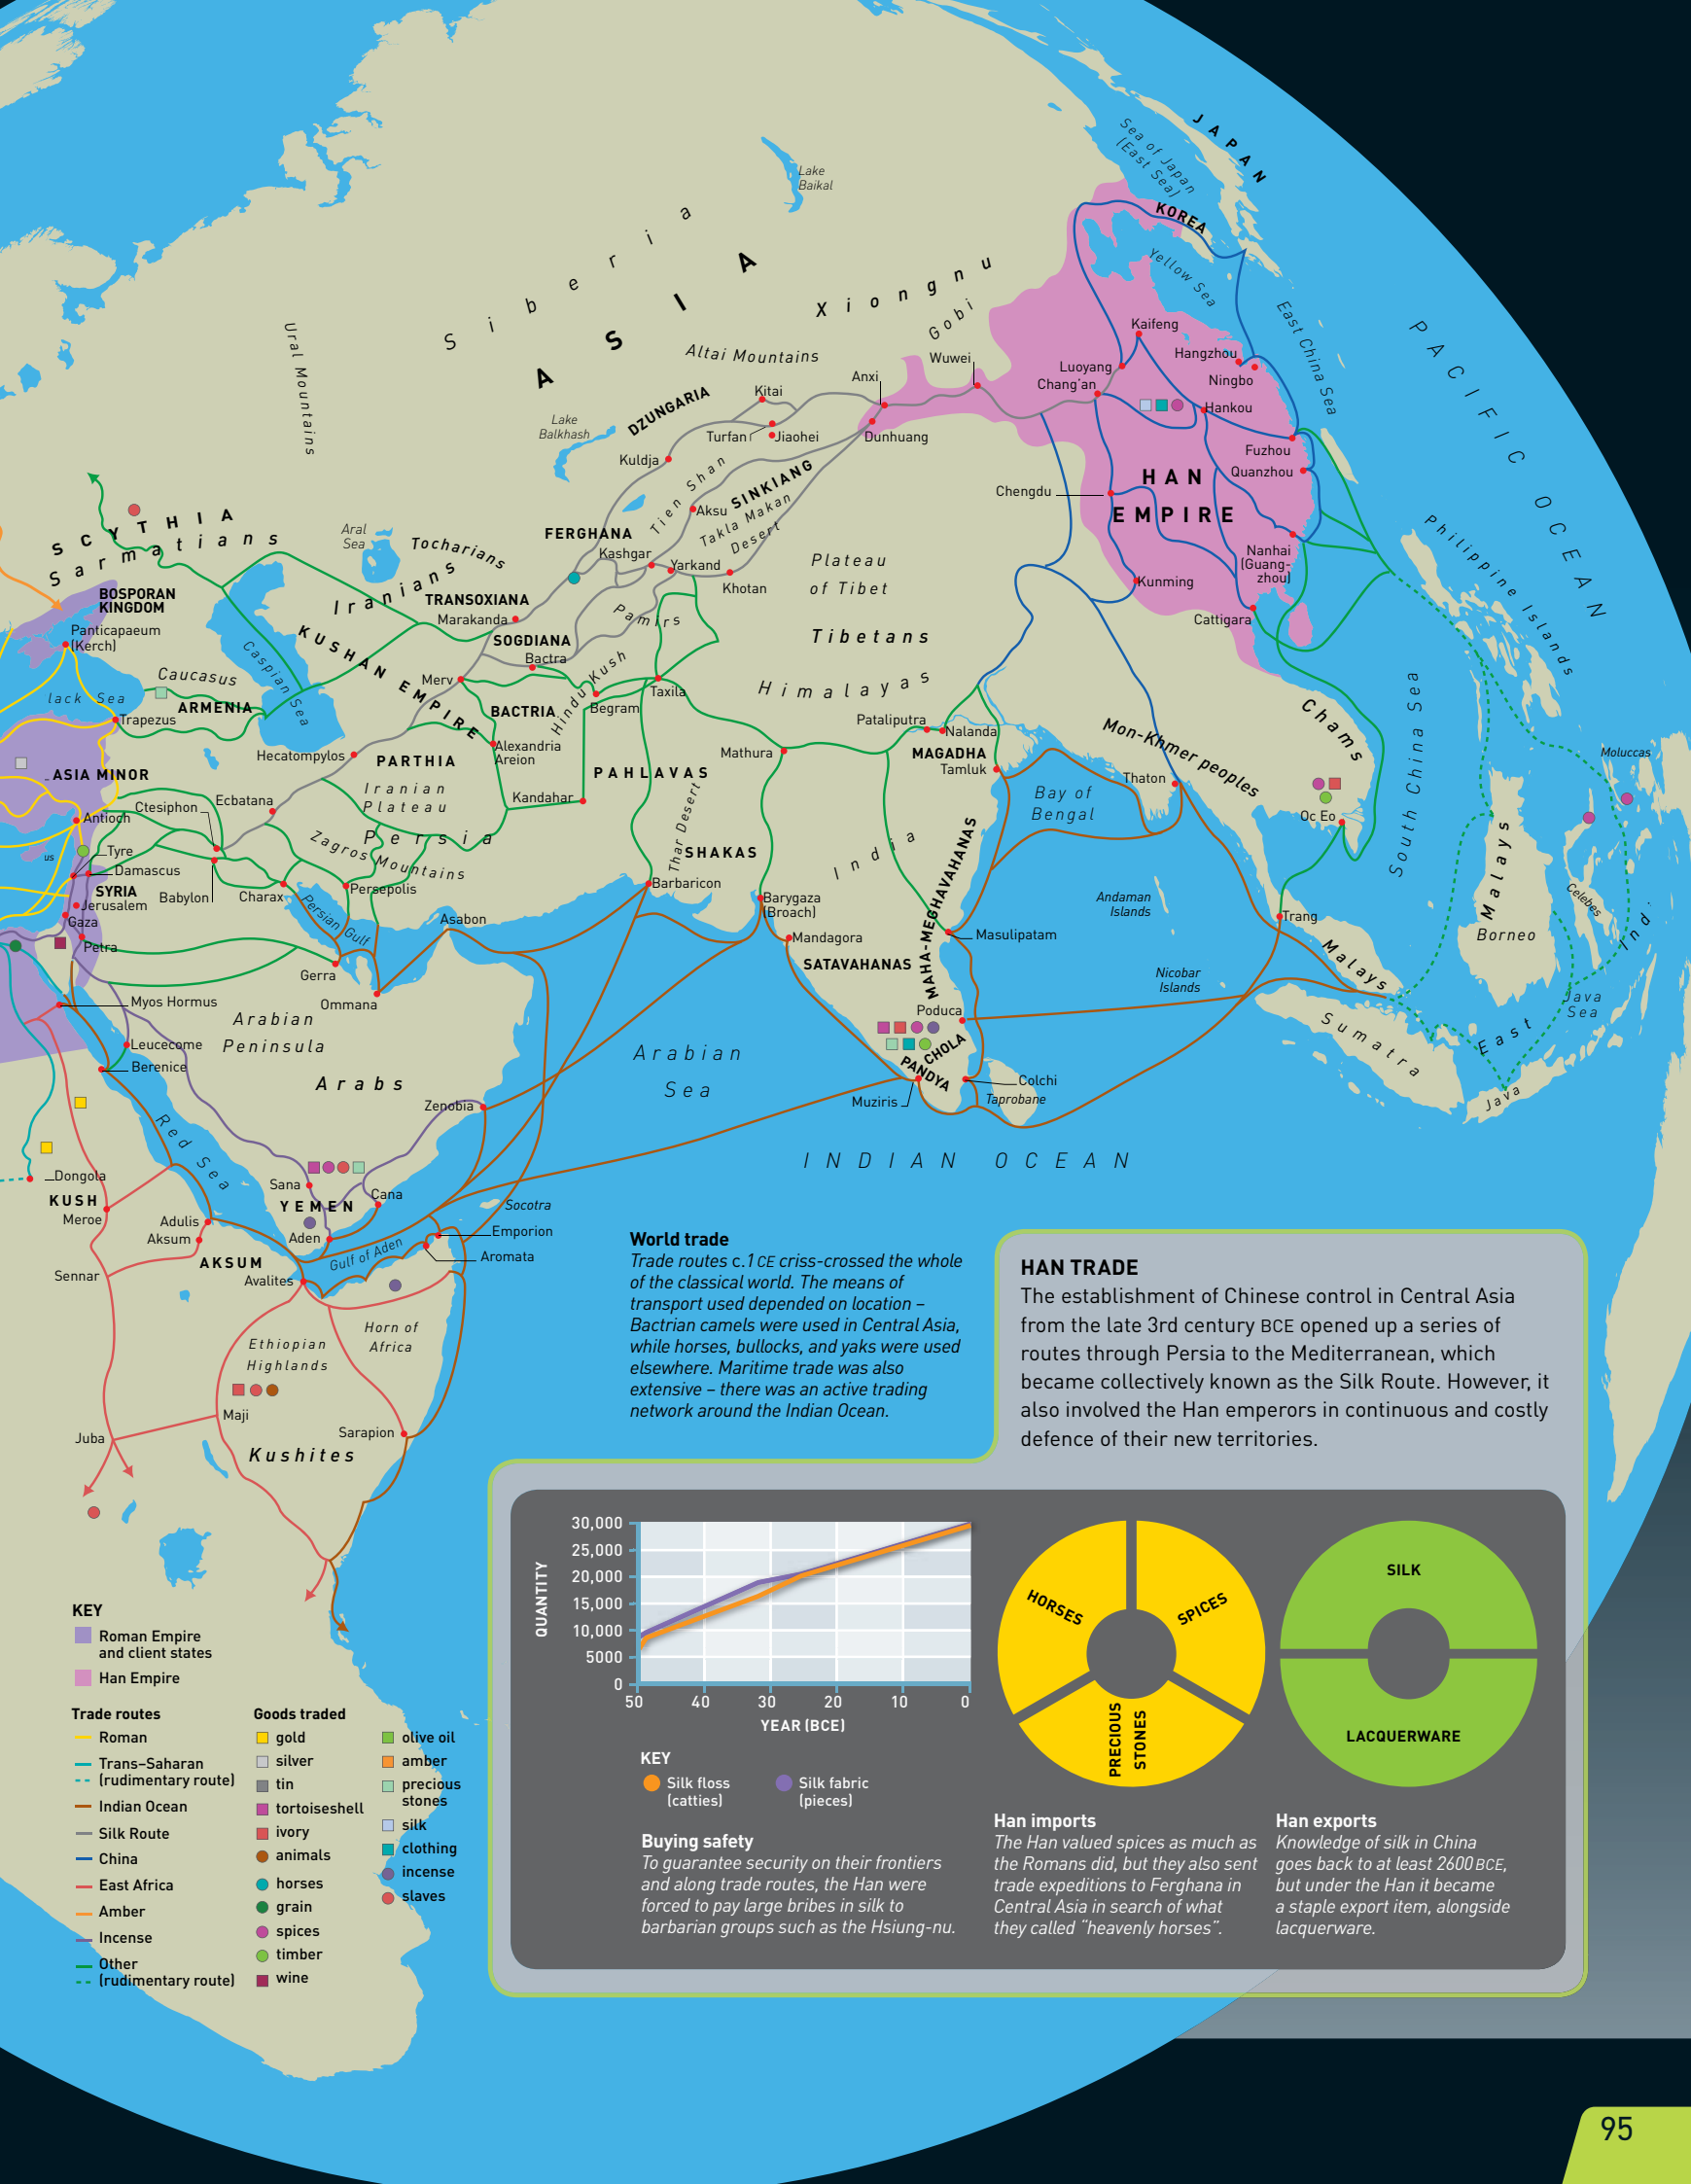 JAPAN
Sea of Japan
(East Sea)
KOREA
Lake
Baikal
Siberia
ASIA
Xiongnu
Gobi
Yellow Sea
East China Sea
PACIFIC OCEAN
Ural Mountains
Altai Mountains
Kaifeng
Wuwei
Luoyang
Hangzhou
Anxi
Chang'an
Ningbo
Kitai
DZUNGARIA
Hankou
Lake
Balkhash
Turfan
Jiaohei
Dunhuang
Fuzhou
Kuldja
Quanzhou
Tien Shan
SINKIANG
HAN
EMPIRE
Chengdu
Aksu
Takla Makan
Desert
SCYTHIA
Sarmatians
Aral
Sea
Tocharians
FERGHANA
Kashgar
Yarkand
Khotan
Plateau
of Tibet
Nanhai
(Guang-
zhou)
Kunming
Philippine Islands
BOSPORAN
KINGDOM
Iranians
TRANSOXIANA
Marakanda
Pamirs
Cattigara
Panticapaeum
(Kerch)
KUSHAN EMPIRE
SOGDIANA
Tibetans
Bactra
Caspian Sea
Caucasus
Merv
Hindu Kush
Taxila
Himalayas
lack Sea
ARMENIA
Trapezus
BACTRIA
Begram
Pataliputra
Nalanda
Chams
South China Sea
Mon-Khmer peoples
Hecatompylos
PARTHIA
Alexandria
Areion
Mathura
MAGADHA
Tamluk
Moluccas
ASIA MINOR
Iranian
Plateau
PAHLAVAS
Thaton
Ctesiphon
Ecbatana
Kandahar
Bay of
Bengal
Antioch
Persia
Thar Desert
Oc Eo
us
Tyre
Zagros Mountains
SHAKAS
India
Malays
Damascus
SYRIA
Jerusalem
Babylon
Charax
Persepolis
Barbaricon
Barygaza
(Broach)
MAHA-MEGHAVAHANAS
Andaman
Islands
Celebes
Gaza
Persian Gulf
Asabon
Trang
Petra
Mandagora
Masulipatam
Borneo
Gerra
SATAVAHANAS
Malays
Ind
Ommana
Nicobar
Islands
Myos Hormus
Poduca
Java
Sea
Arabian
Peninsula
Leucecome
Berenice
Arabian
Sea
CHOLA
PANDYA
Sumatra
East
Arabs
Colchi
Taprobane
Java
Zenobia
Muziris
Red Sea
INDIAN OCEAN
Dongola
KUSH
Sana
YEMEN
Cana
Socotra
Meroe
Adulis
Aksum
Aden
Emporion
Gulf of Aden
Aromata
AKSUM
Sennar
Avalites
Horn of
Africa
Ethiopian
Highlands
Maji
Juba
Sarapion
Kushites
World trade
Trade routes c.1 CE criss-crossed the whole
of the classical world. The means of
transport used depended on location –
Bactrian camels were used in Central Asia,
while horses, bullocks, and yaks were used
elsewhere. Maritime trade was also
extensive – there was an active trading
network around the Indian Ocean.
HAN TRADE
The establishment of Chinese control in Central Asia
from the late 3rd century BCE opened up a series of
routes through Persia to the Mediterranean, which
became collectively known as the Silk Route. However, it
also involved the Han emperors in continuous and costly
defence of their new territories.
QUANTITY
30,000
25,000
20,000
15,000
10,000
5000
0
50 40 30 20 10 0
YEAR (BCE)
KEY
Silk floss
(catties)
Silk fabric
(pieces)
Buying safety
To guarantee security on their frontiers
and along trade routes, the Han were
forced to pay large bribes in silk to
barbarian groups such as the Hsiung-nu.
HORSES
SPICES
PRECIOUS
STONES
Han imports
The Han valued spices as much as
the Romans did, but they also sent
trade expeditions to Ferghana in
Central Asia in search of what
they called "heavenly horses".
SILK
LACQUERWARE
Han exports
Knowledge of silk in China
goes back to at least 2600 BCE,
but under the Han it became
a staple export item, alongside
lacquerware.
KEY
Roman Empire
and client states
Han Empire
Trade routes
Roman
Trans–Saharan
(rudimentary route)
Indian Ocean
Silk Route
China
East Africa
Amber
Incense
Other
(rudimentary route)
Goods traded
gold
silver
tin
tortoiseshell
ivory
animals
horses
grain
spices
timber
wine
olive oil
amber
precious
stones
silk
clothing
incense
slaves
95